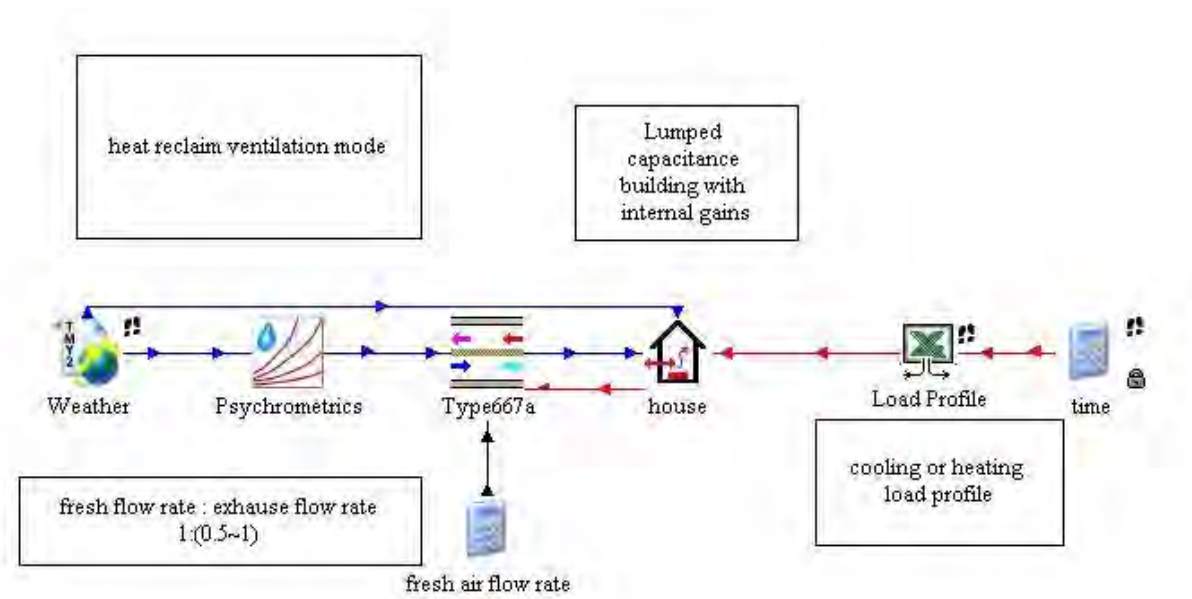 heat reclaim ventilation mode
Lumped
capacitance
building with
internal gains
TMY2
Weather
Psychrometrics
Type667a
house
Load Profile
time
fresh flow rate : exhause flow rate
1:(0.5~1)
cooling or heating
load profile
fresh air flow rate